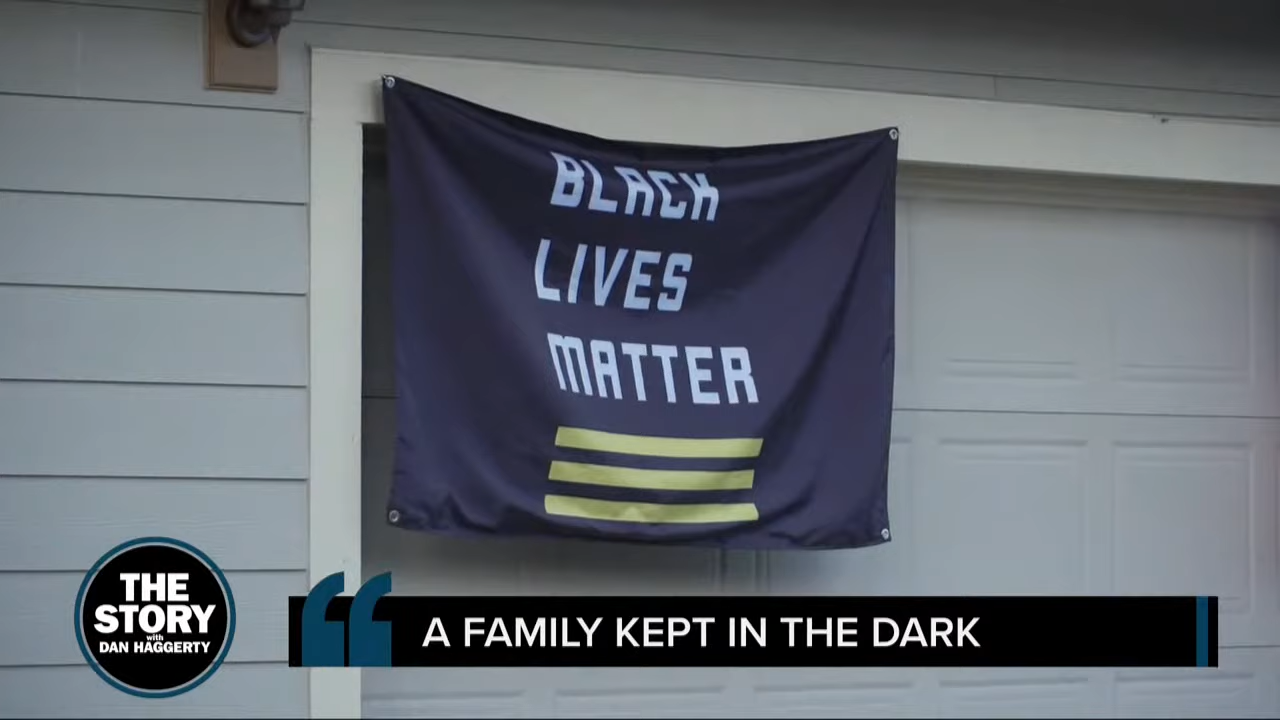 BLACK
LIVES
MATTER
THE
STORY
with
DAN HAGGERTY
“ A FAMILY KEPT IN THE DARK